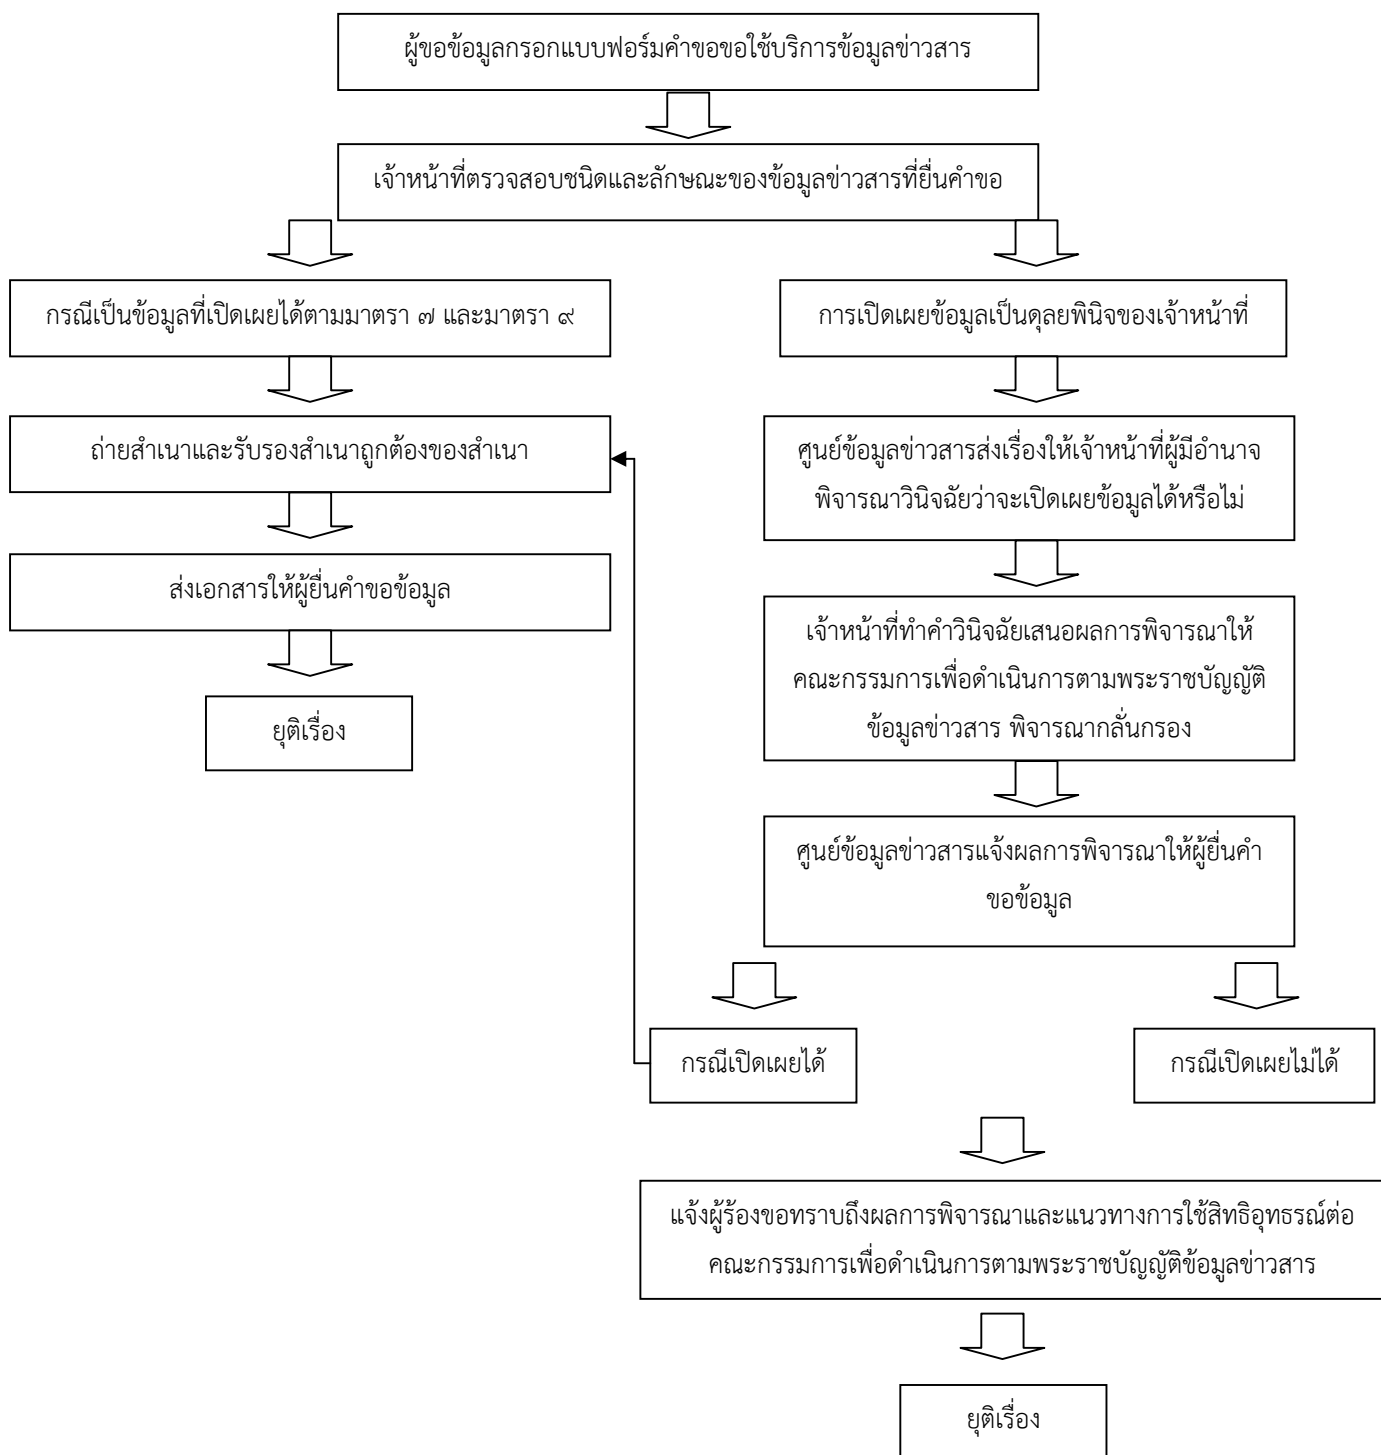 ผู้ขอข้อมูลกรอกแบบฟอร์มคำขอขอใช้บริการข้อมูลข่าวสาร
เจ้าหน้าที่ตรวจสอบชนิดและลักษณะของข้อมูลข่าวสารที่ยื่นคำขอ
กรณีเป็นข้อมูลที่เปิดเผยได้ตามมาตรา ๗ และมาตรา ๙
ถ่ายสำเนาและรับรองสำเนาถูกต้องของสำเนา
ส่งเอกสารให้ผู้ยื่นคำขอข้อมูล
ยุติเรื่อง
การเปิดเผยข้อมูลเป็นดุลยพินิจของเจ้าหน้าที่
ศูนย์ข้อมูลข่าวสารส่งเรื่องให้เจ้าหน้าที่ผู้มีอำนาจ
พิจารณาวินิจฉัยว่าจะเปิดเผยข้อมูลได้หรือไม่
เจ้าหน้าที่ทำคำวินิจฉัยเสนอผลการพิจารณาให้
คณะกรรมการเพื่อดำเนินการตามพระราชบัญญัติ
ข้อมูลข่าวสาร พิจารณากลั่นกรอง
ศูนย์ข้อมูลข่าวสารแจ้งผลการพิจารณาให้ผู้ยื่นคำ
ขอข้อมูล
กรณีเปิดเผยได้
กรณีเปิดเผยไม่ได้
แจ้งผู้ร้องขอทราบถึงผลการพิจารณาและแนวทางการใช้สิทธิอุทธรณ์ต่อ
คณะกรรมการเพื่อดำเนินการตามพระราชบัญญัติข้อมูลข่าวสาร
ยุติเรื่อง